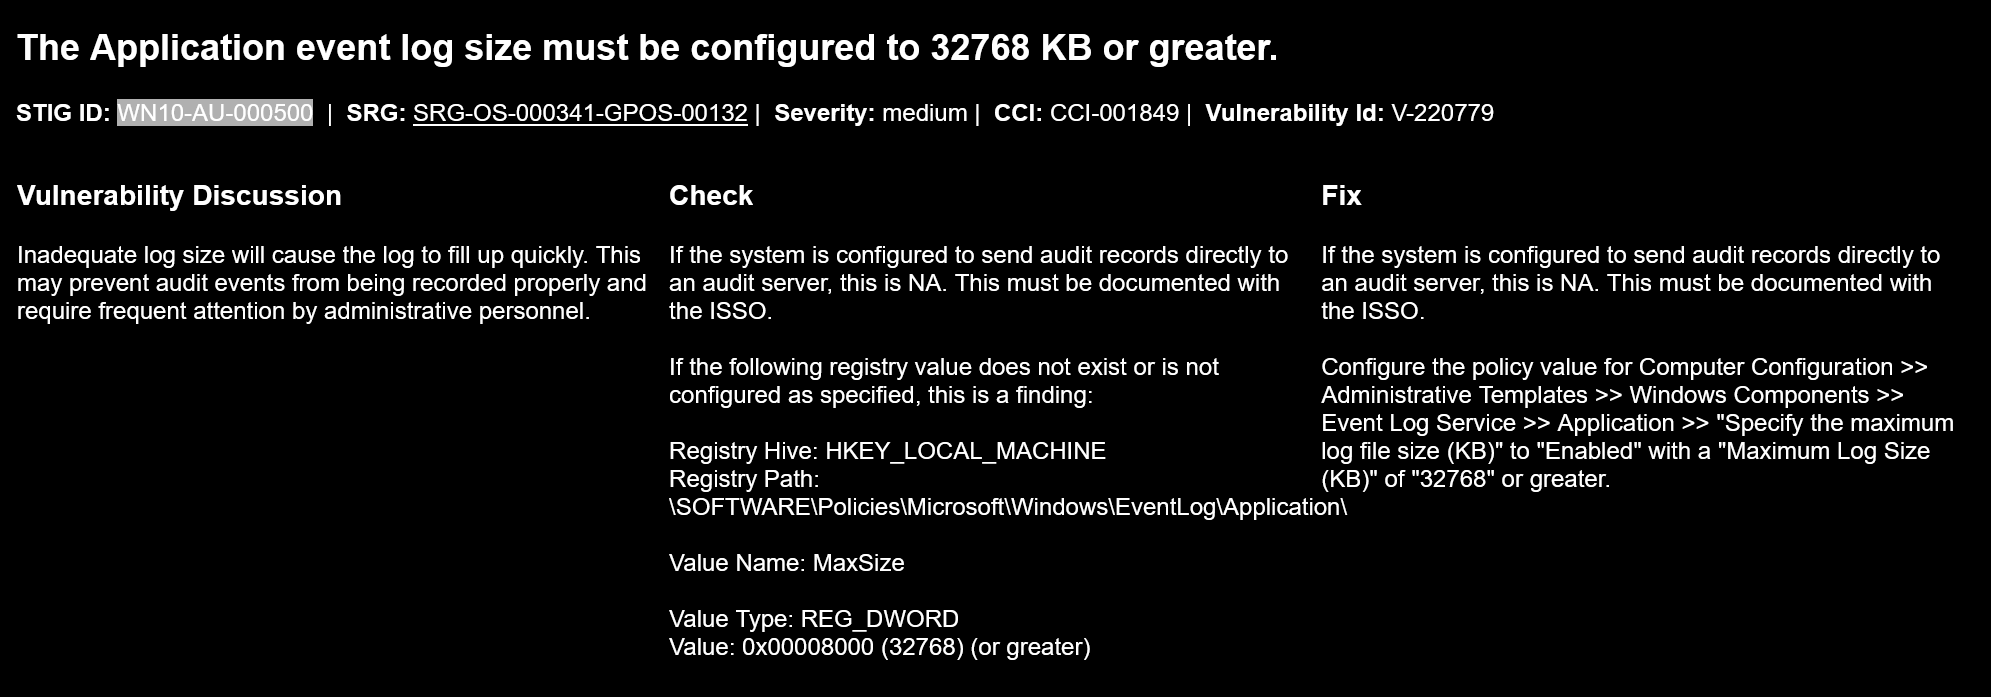 The Application event log size must be configured to 32768 KB or greater.
STIG ID: WN10-AU-000500 | SRG: SRG-OS-000341-GPOS-00132 | Severity: medium | CCI: CCI-001849 | Vulnerability Id: V-220779
Vulnerability Discussion
Inadequate log size will cause the log to fill up quickly. This
may prevent audit events from being recorded properly and
require frequent attention by administrative personnel.
Check
If the system is configured to send audit records directly to
an audit server, this is NA. This must be documented with
the ISSO.
If the following registry value does not exist or is not
configured as specified, this is a finding:
Registry Hive: HKEY_LOCAL_MACHINE
Registry Path:
\SOFTWARE\Policies\Microsoft\Windows\EventLog\Application\
Value Name: MaxSize
Value Type: REG_DWORD
Value: 0x00008000 (32768) (or greater)
Fix
If the system is configured to send audit records directly to
an audit server, this is NA. This must be documented with
the ISSO.
Configure the policy value for Computer Configuration >>
Administrative Templates >> Windows Components >>
Event Log Service >> Application >> "Specify the maximum
log file size (KB)" to "Enabled" with a "Maximum Log Size
(KB)" of "32768" or greater.